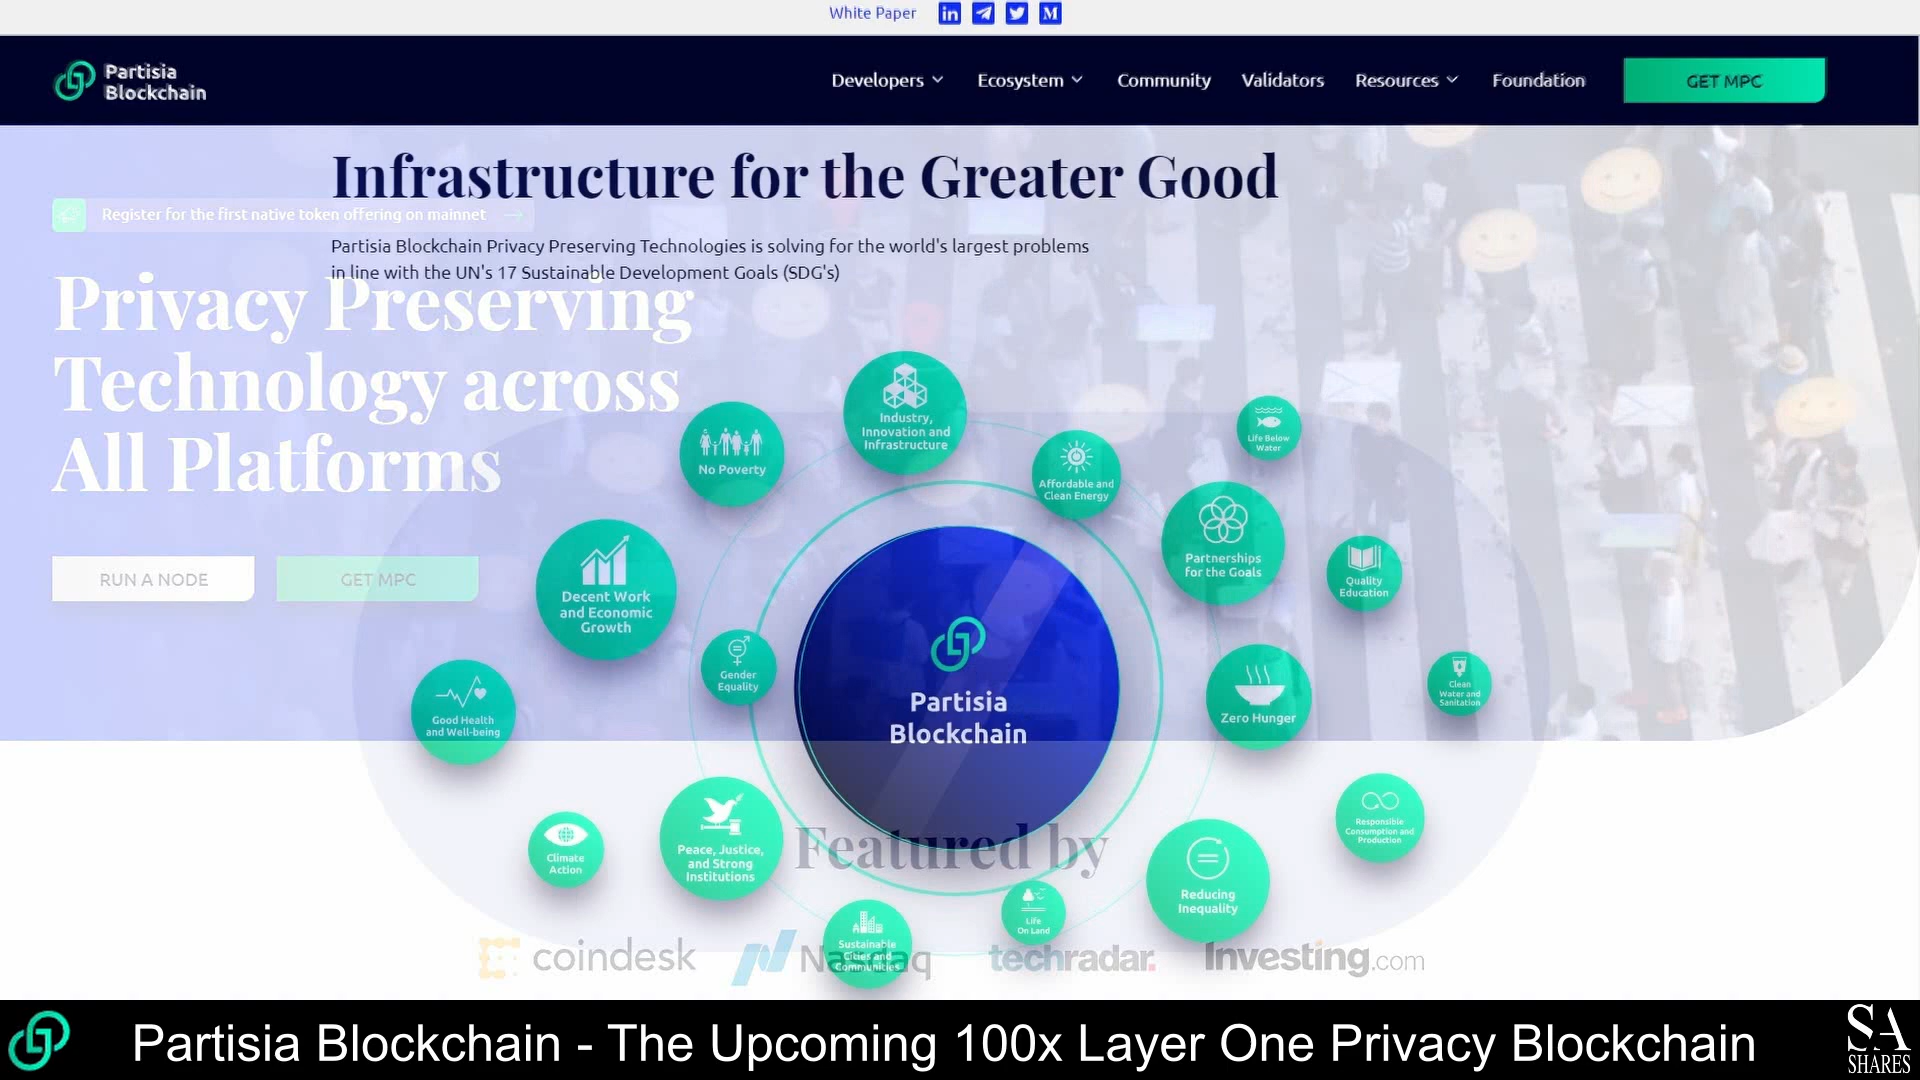 White Paper
Partisia
Blockchain
Developers
Ecosystem
Community
Validators
Resources
Foundation
GET MPC
Infrastructure for the Greater Good
Register for the first native token offering on mainnet
Partisia Blockchain Privacy Preserving Technologies is solving for the world's largest problems
in line with the UN's 17 Sustainable Development Goals (SDG's)
Privacy Preserving
Technology across
All Platforms
RUN A NODE
GET MPC
Industry,
Innovation and
Infrastructure
No Poverty
Affordable and
Clean Energy
Life Below
Water
Partnerships
for the Goals
Quality
Education
Decent Work
and Economic
Growth
Gender
Equality
Good Health
and Well-being
Partisia
Blockchain
Zero Hunger
Clean
Water and
Sanitation
Responsible
Consumption and
Production
Climate
Action
Peace, Justice,
and Strong
Institutions
Featured by
Reducing
Inequality
Life
On Land
Sustainable
Cities and
Communities
coindesk
Nasdaq
techradar.
Investing.com
Partisia Blockchain - The Upcoming 100x Layer One Privacy Blockchain
SA
SHARES